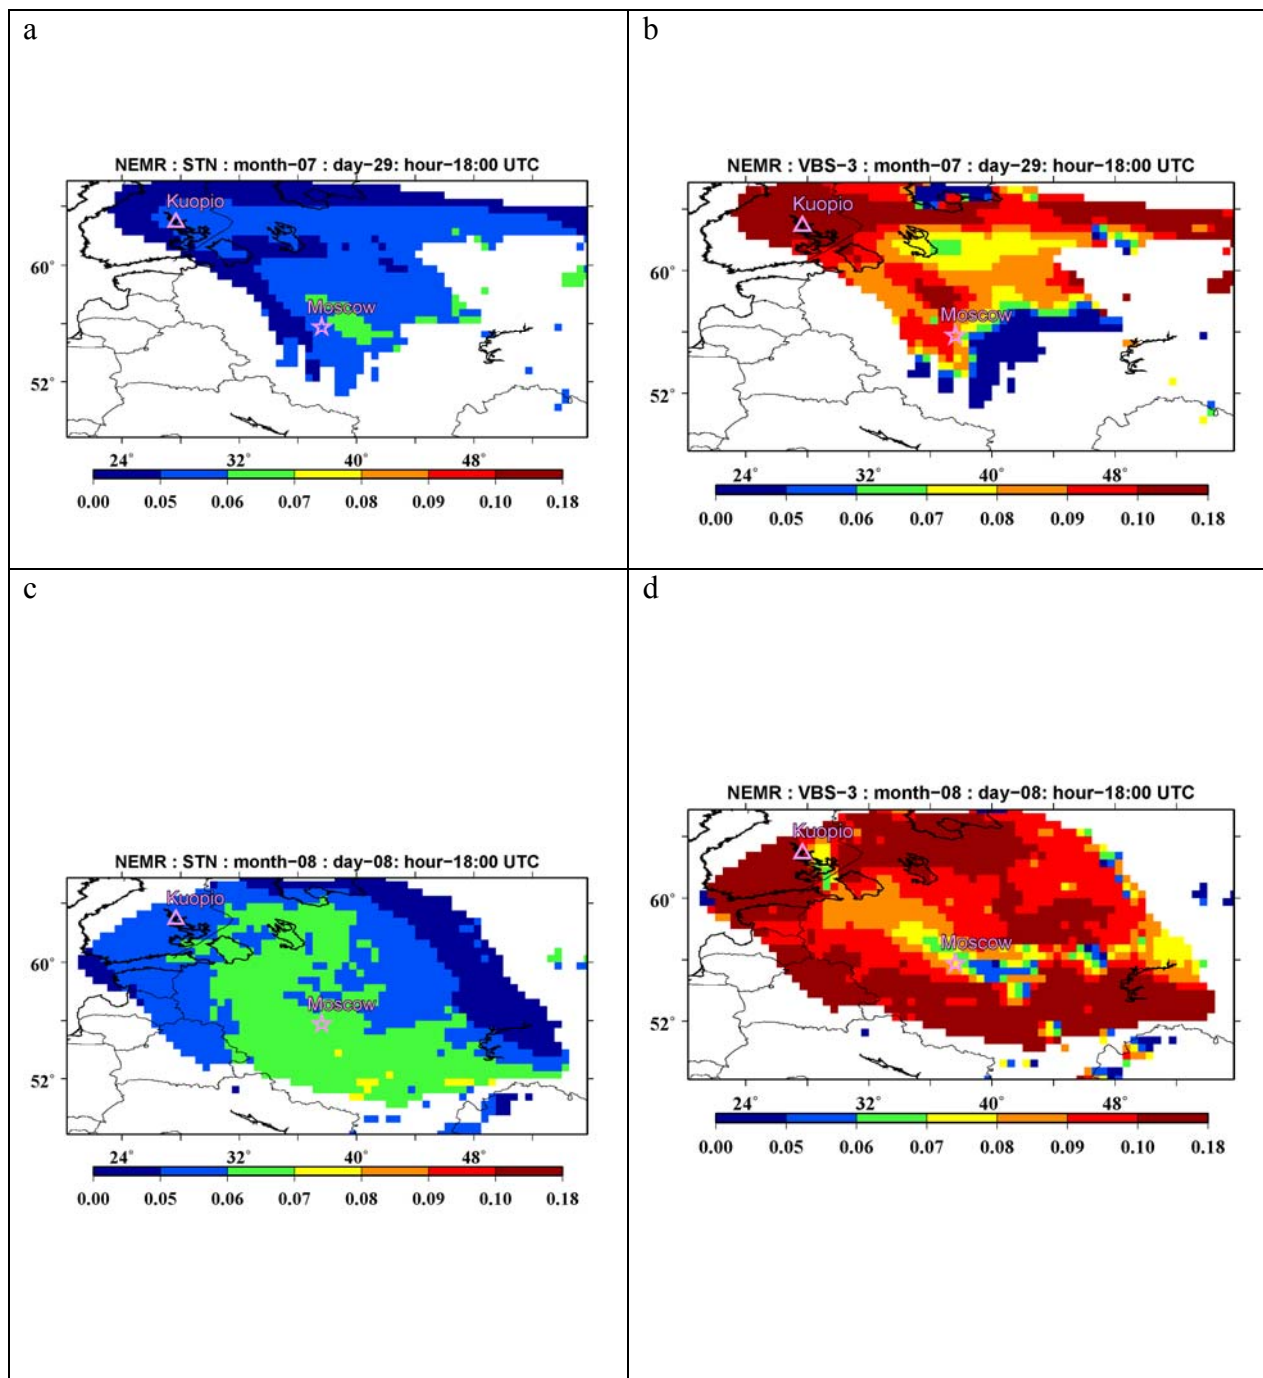 a
NEMR : STN : month−07 : day−29: hour−18:00 UTC
Kuopio
60°
Moscow
52°
24° 32 40° 48°
0.00 0.05 0.06 0.07 0.08 0.09 0.10 0.18
b
NEMR : VBS−3 : month−07 : day−29: hour−18:00 UTC
Kuopio
60°
Moscow
52°
24° 32 40° 48°
0.00 0.05 0.06 0.07 0.08 0.09 0.10 0.18
c
NEMR : STN : month−08 : day−08: hour−18:00 UTC
Kuopio
60°
Moscow
52°
24° 32 40° 48°
0.00 0.05 0.06 0.07 0.08 0.09 0.10 0.18
d
NEMR : VBS−3 : month−08 : day−08: hour−18:00 UTC
Kuopio
60°
Moscow
52°
24° 32 40° 48°
0.00 0.05 0.06 0.07 0.08 0.09 0.10 0.18